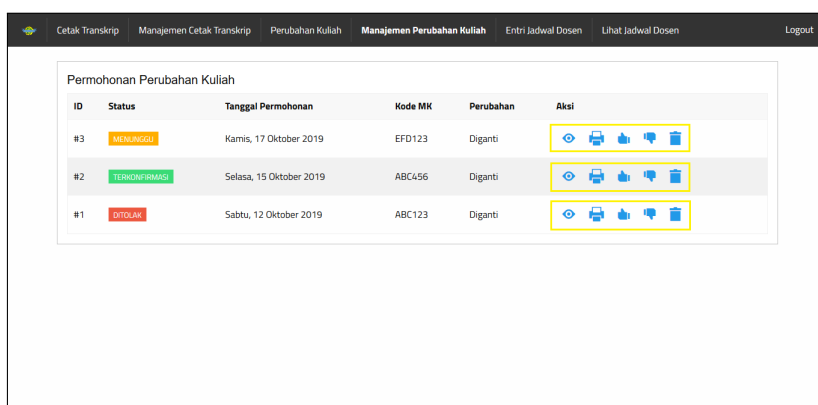 Cetak Transkrip Manajemen Cetak Transkrip Perubahan Kuliah Manajemen Perubahan Kuliah Entri Jadwal Dosen Lihat Jadwal Dosen Logout
Permohonan Perubahan Kuliah
ID Status Tanggal Permohonan Kode MK Perubahan Aksi
#3 MENUNGGU Kamis, 17 Oktober 2019 EFD123 Diganti
#2 TERKONFIRMASI Selasa, 15 Oktober 2019 ABC456 Diganti
#1 DITOLAK Sabtu, 12 Oktober 2019 ABC123 Diganti